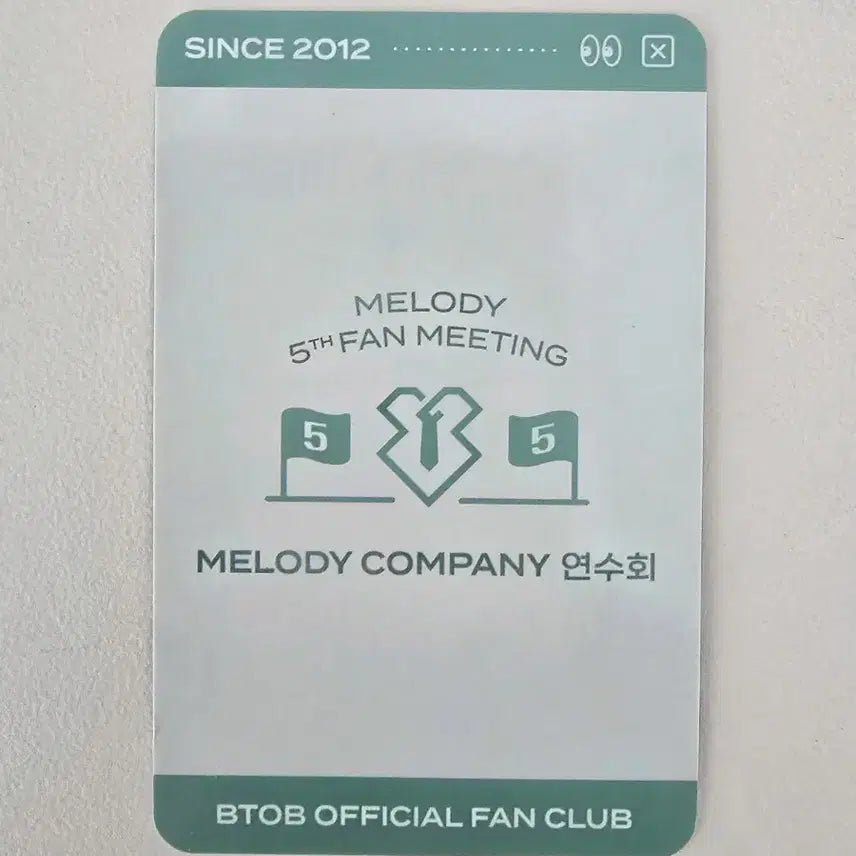 SINCE 2012
MELODY
5TH FAN MEETING
5 5
MELODY COMPANY 연수회
BTOB OFFICIAL FAN CLUB